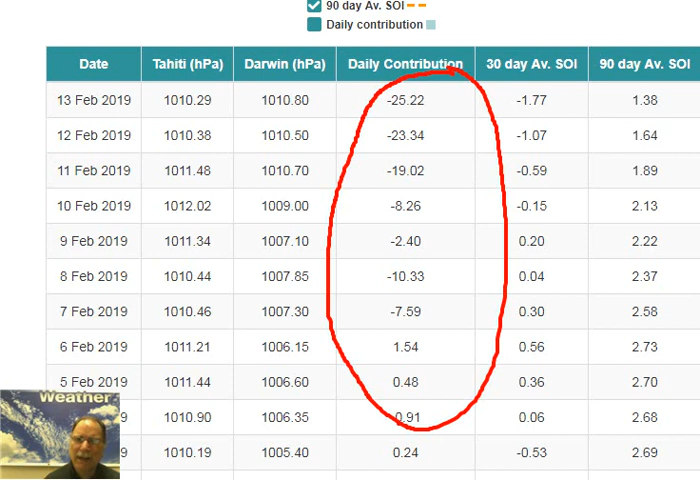 90 day Av. SOI
Daily contribution
Date Tahiti (hPa) Darwin (hPa) Daily Contribution 30 day Av. SOI 90 day Av. SOI
13 Feb 2019 1010.29 1010.80 -25.22 -1.77 1.38
12 Feb 2019 1010.38 1010.50 -23.34 -1.07 1.64
11 Feb 2019 1011.48 1010.70 -19.02 -0.59 1.89
10 Feb 2019 1012.02 1009.00 -8.26 -0.15 2.13
9 Feb 2019 1011.34 1007.10 -2.40 0.20 2.22
8 Feb 2019 1010.44 1007.85 -10.33 0.04 2.37
7 Feb 2019 1010.46 1007.30 -7.59 0.30 2.58
6 Feb 2019 1011.21 1006.15 1.54 0.56 2.73
5 Feb 2019 1011.44 1006.60 0.48 0.36 2.70
Weather
9 1010.90 1006.35 0.91 0.06 2.68
9 1010.19 1005.40 0.24 -0.53 2.69